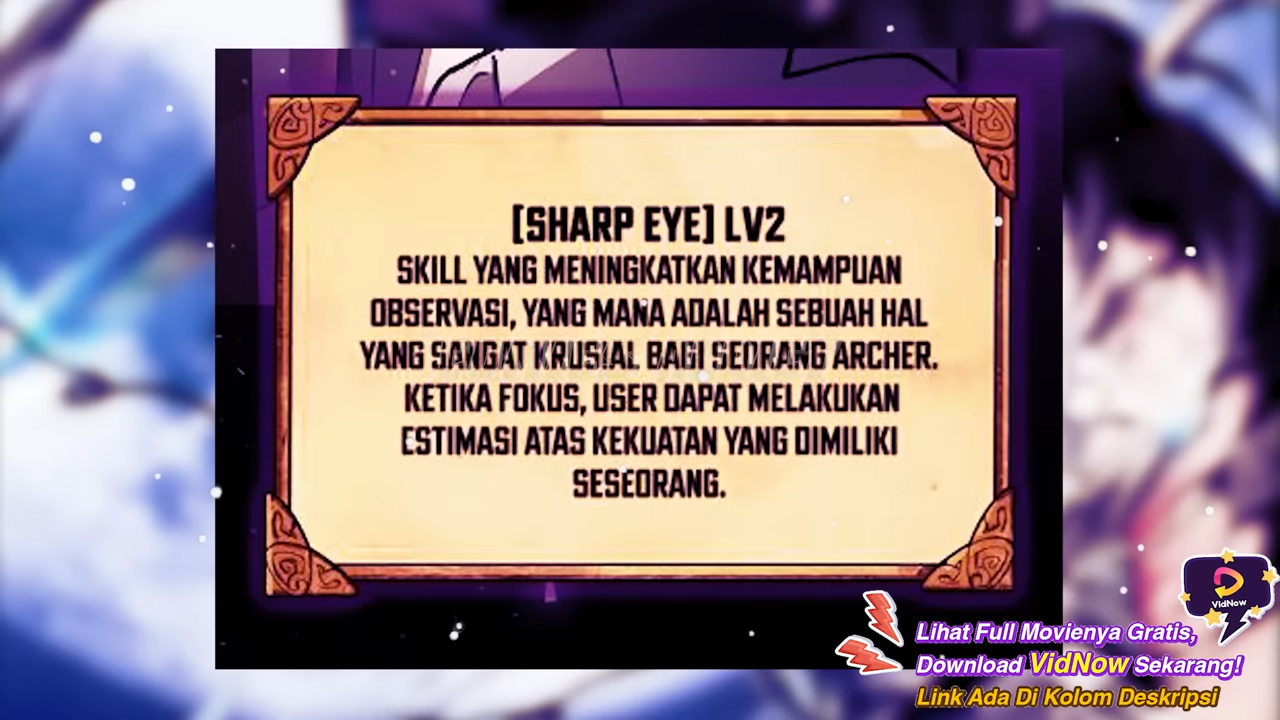 [SHARP EYE] LV2
SKILL YANG MENINGKATKAN KEMAMPUAN
OBSERVASI, YANG MANA ADALAH SEBUAH HAL
YANG SANGAT KRUSIAL BAGI SEORANG ARCHER.
KETIKA FOKUS, USER DAPAT MELAKUKAN
ESTIMASI ATAS KEKUATAN YANG DIMILIKI
SESEORANG.
VidNow
Lihat Full Movienya Gratis,
Download VidNow Sekarang!
Link Ada Di Kolom Deskripsi